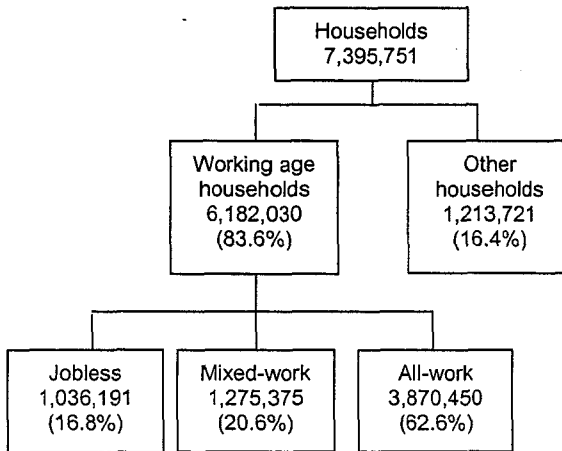 Households
7,395,751
Working age
households
6,182,030
(83.6%)
Other
households
1,213,721
(16.4%)
Jobless
1,036,191
(16.8%)
Mixed-work
1,275,375
(20.6%)
All-work
3,870,450
(62.6%)